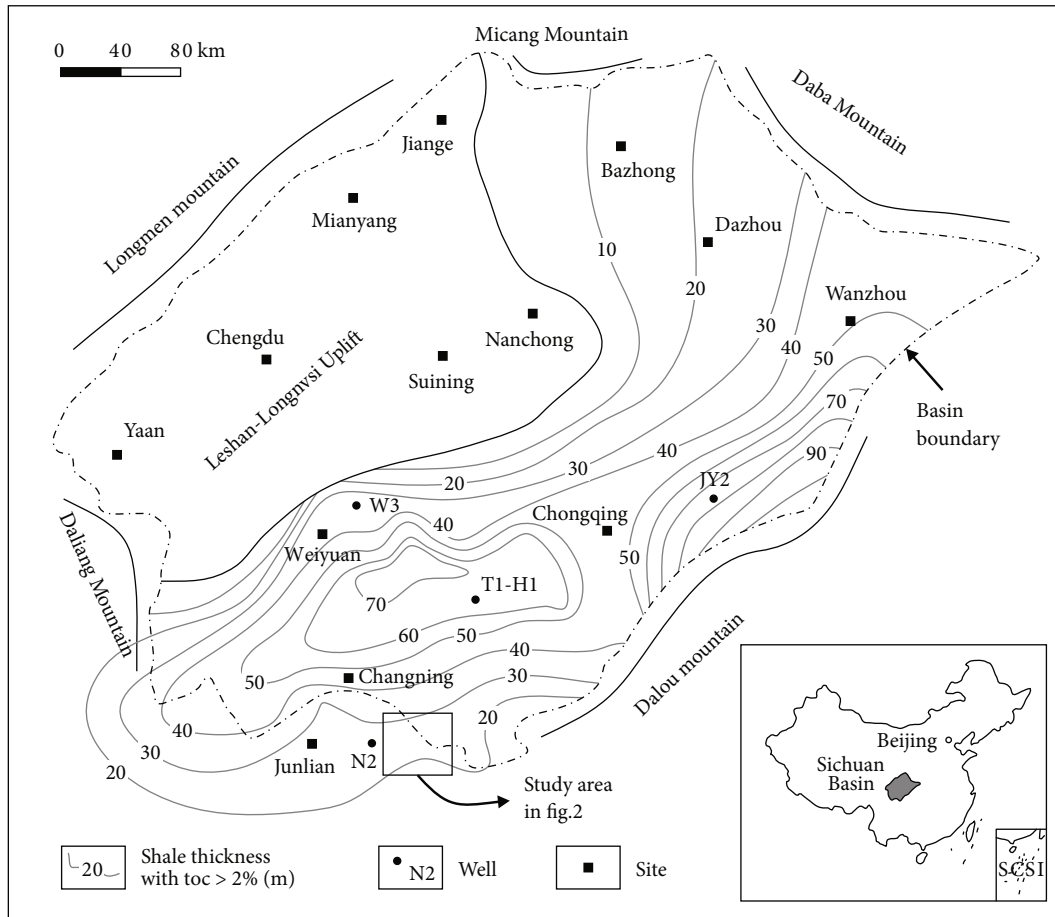 0 40 80 km
Micang Mountain
Daba Mountain
Longmen mountain
Jiange
Bazhong
Mianyang
Dazhou
10
20
Wanzhou
Nanchong
30
Chengdu
40
Suining
50
Leshan-Longnvsi Uplift
70
Basin
boundary
Yaan
90
40
30
20
JY2
W3
40
Chongqing
Weiyuan
50
Daliang Mountain
T1-H1
70
60
50
40
Changning
30
50
Dalou mountain
20
40
30
Junlian
N2
20
Study area
in fig.2
Beijing
Sichuan
Basin
SCSI
20
Shale thickness
with toc > 2% (m)
N2
Well
Site